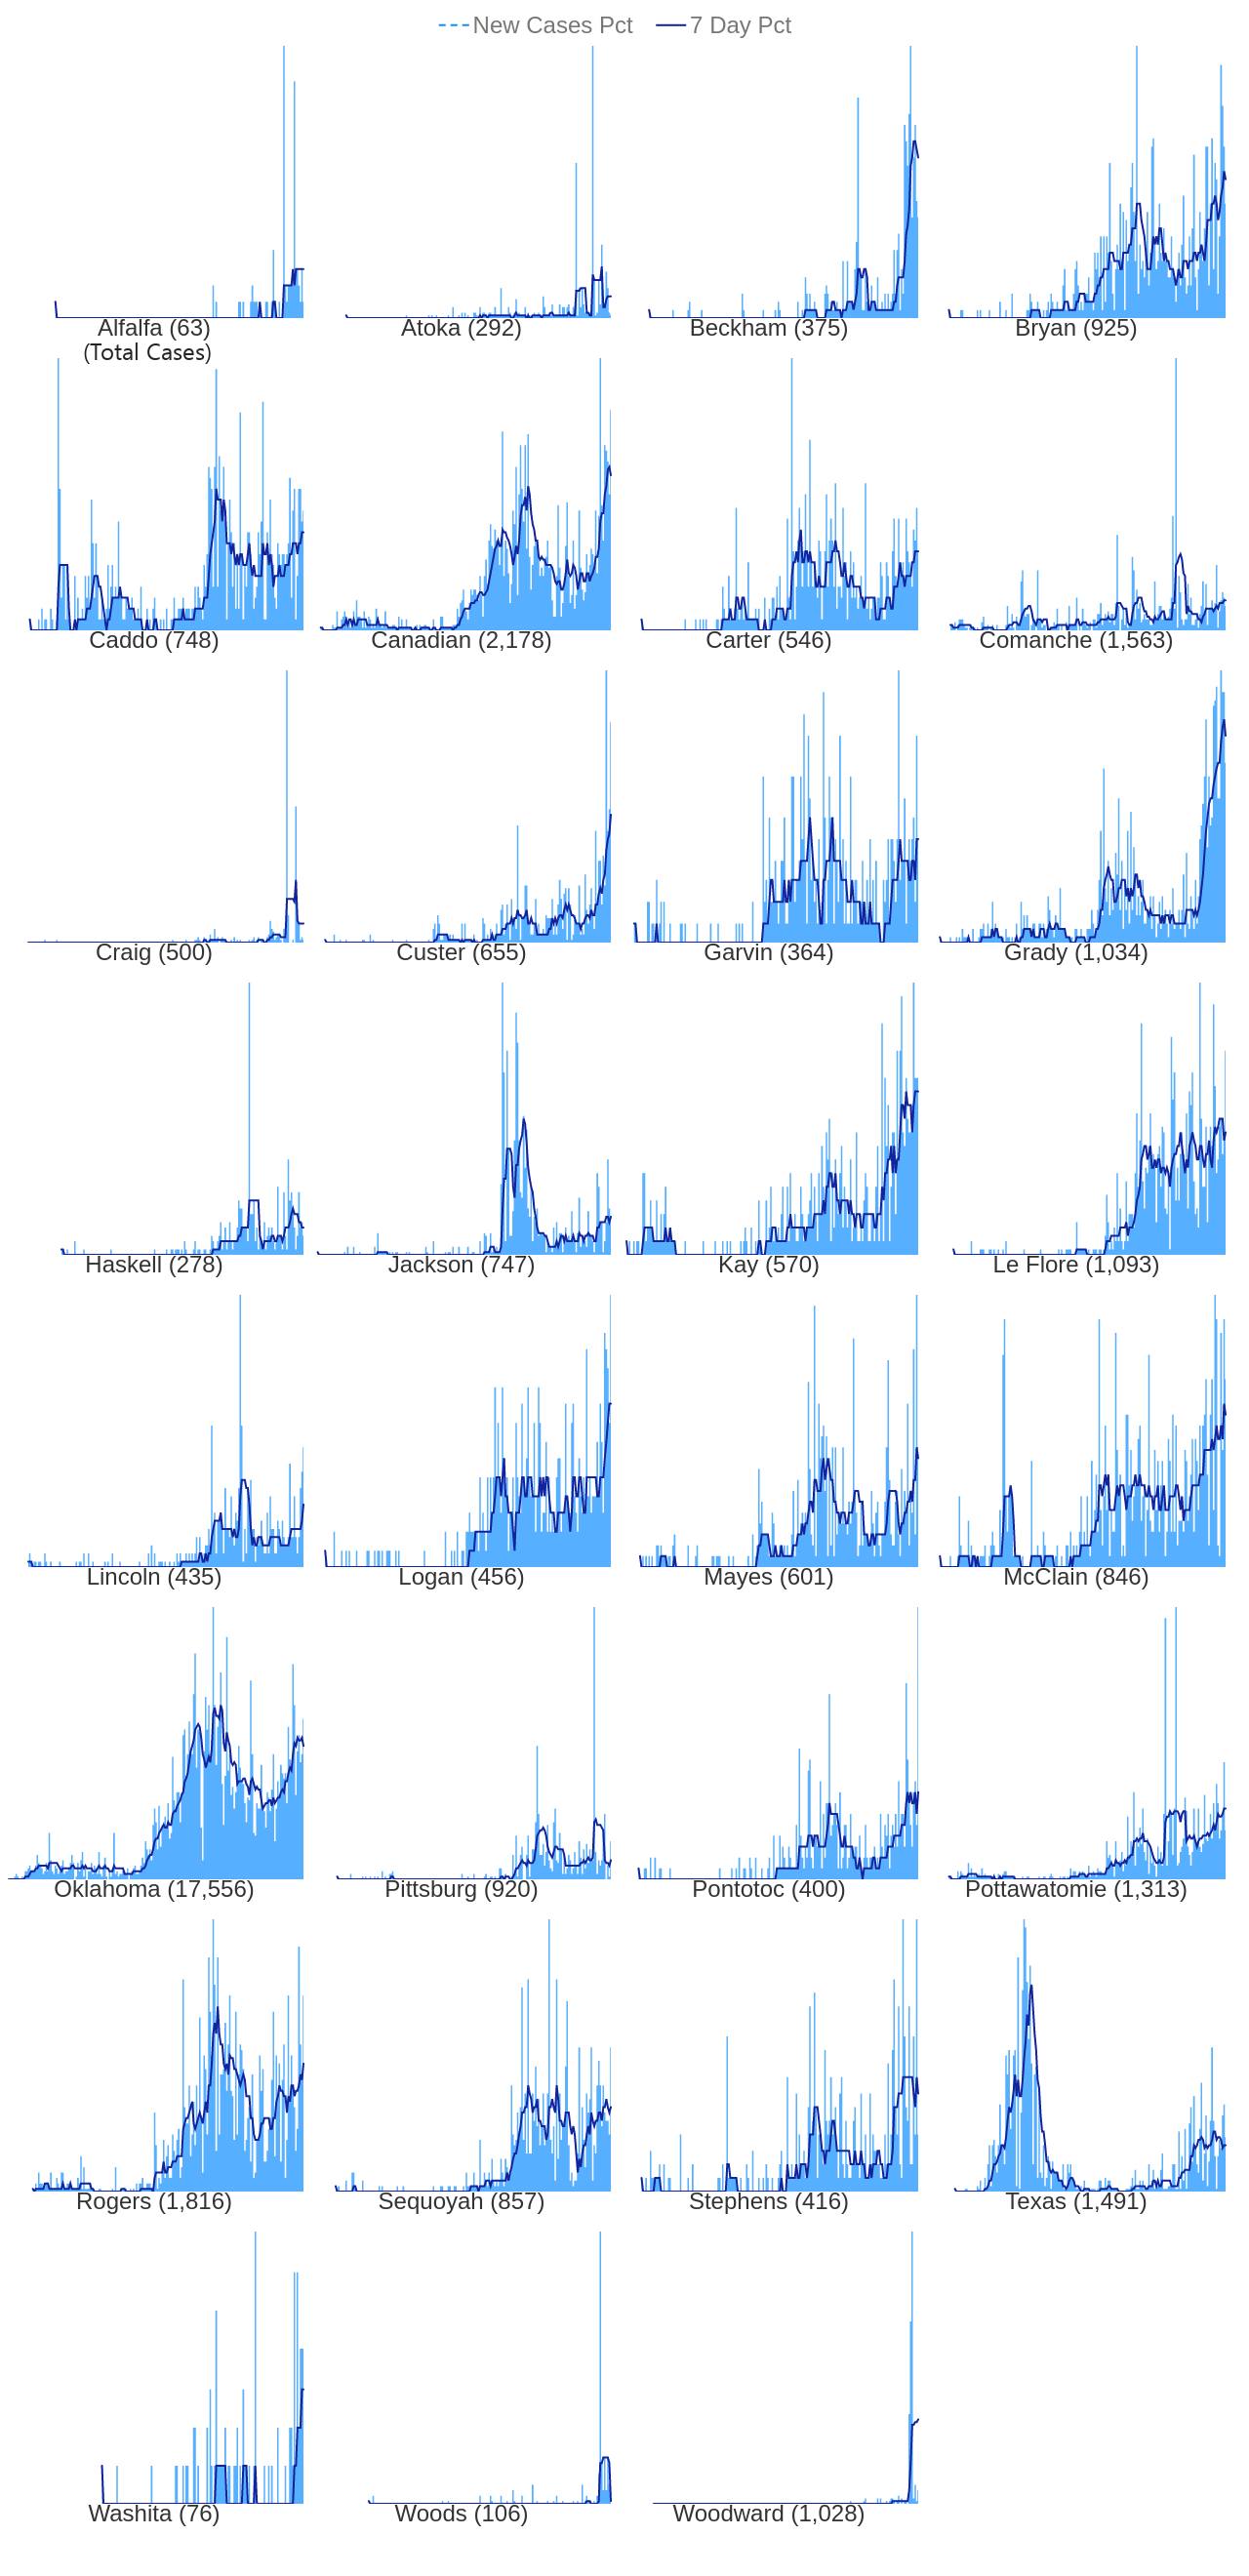 New Cases Pct 7 Day Pct
Alfalfa (63) Atoka (292) Beckham (375) Bryan (925)
(Total Cases)
Caddo (748) Canadian (2,178) Carter (546) Comanche (1,563)
Craig (500) Custer (655) Garvin (364) Grady (1,034)
Haskell (278) Jackson (747) Kay (570) Le Flore (1,093)
Lincoln (435) Logan (456) Mayes (601) McClain (846)
Oklahoma (17,556) Pittsburg (920) Pontotoc (400) Pottawatomie (1,313)
Rogers (1,816) Sequoyah (857) Stephens (416) Texas (1,491)
Washita (76) Woods (106) Woodward (1,028)